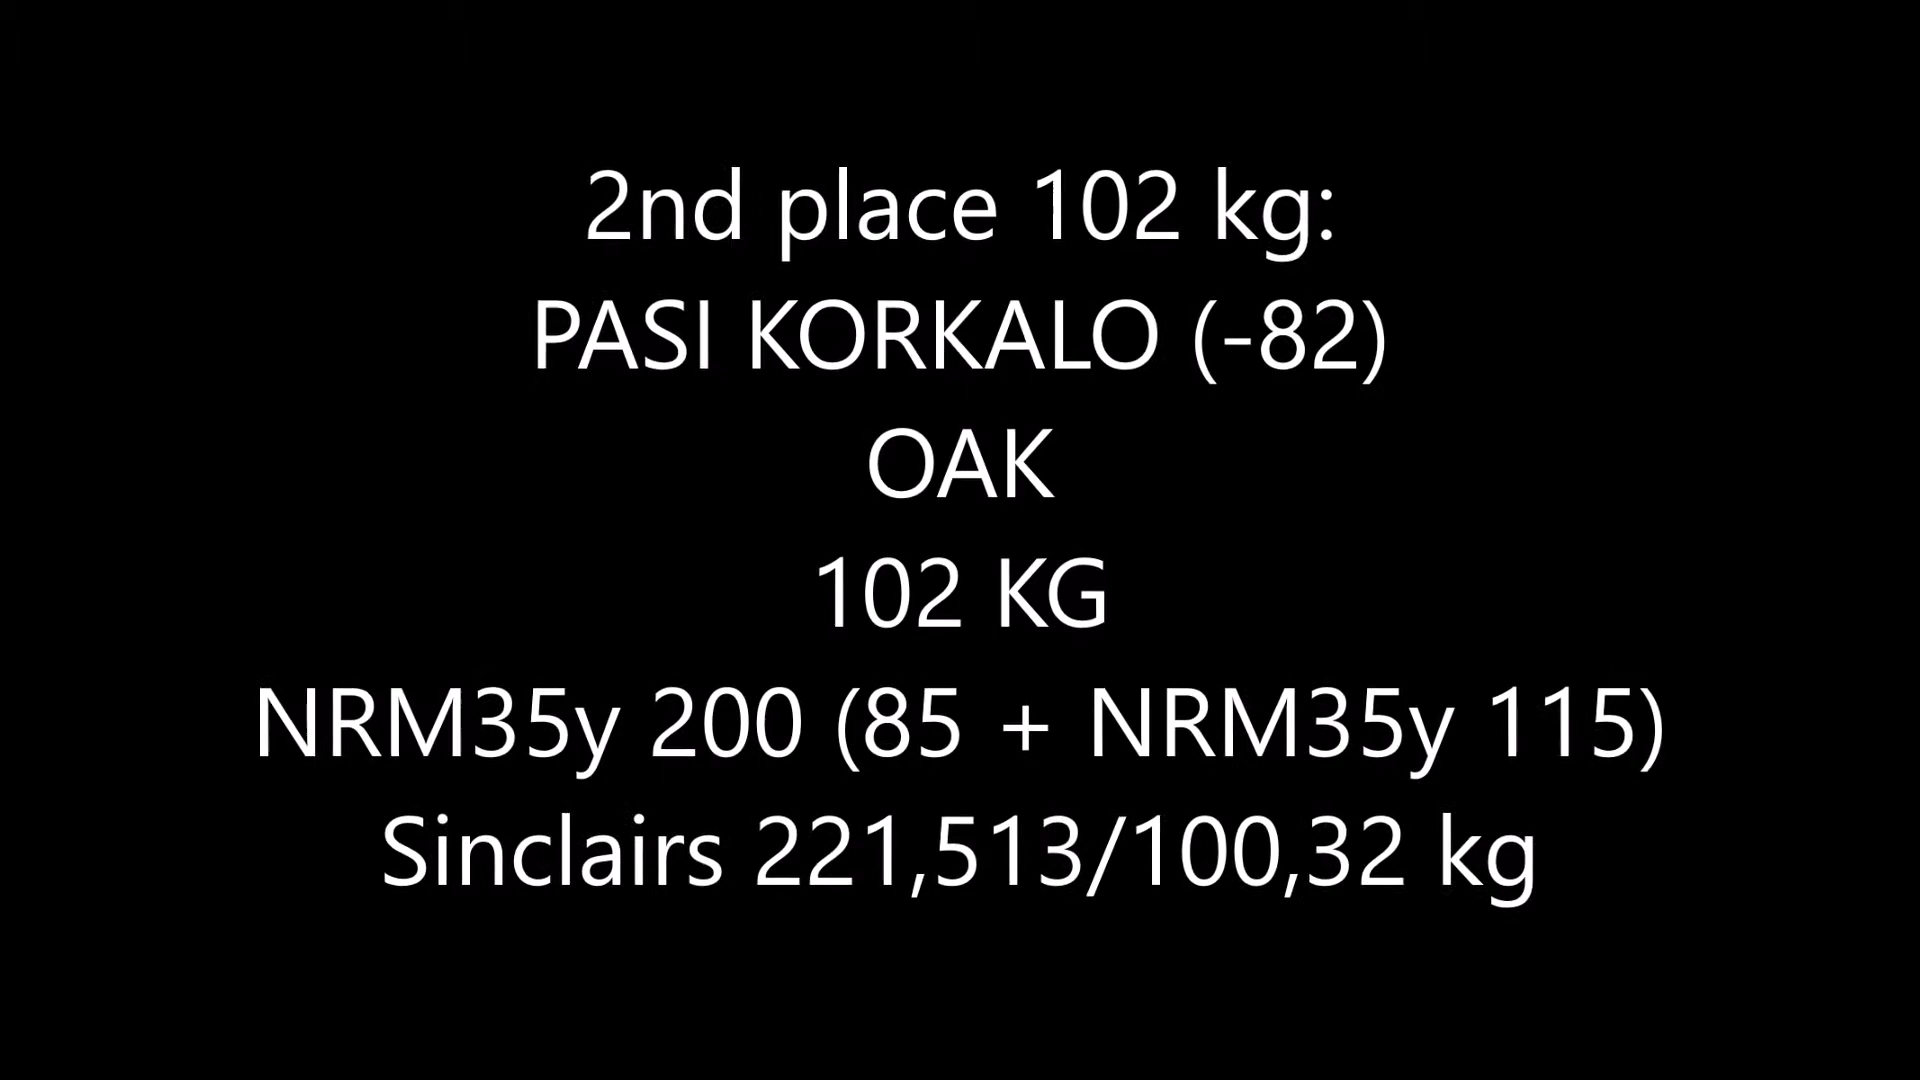 2nd place 102 kg:
PASI KORKALO (-82)
OAK
102 KG
NRM35y 200 (85 + NRM35y 115)
Sinclairs 221,513/100,32 kg